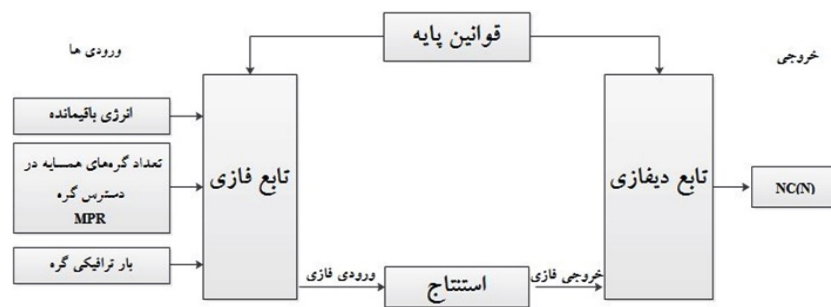 قوانین پایه
ورودی ها
خروجی
انرژی باقیمانده
تعداد گره‌های همسایه در
دسترس گره
MPR
بار ترافیکی گره
تابع فازی
تابع دیفازی
NC(N)
ورودی فازی
استنتاج
خروجی فازی